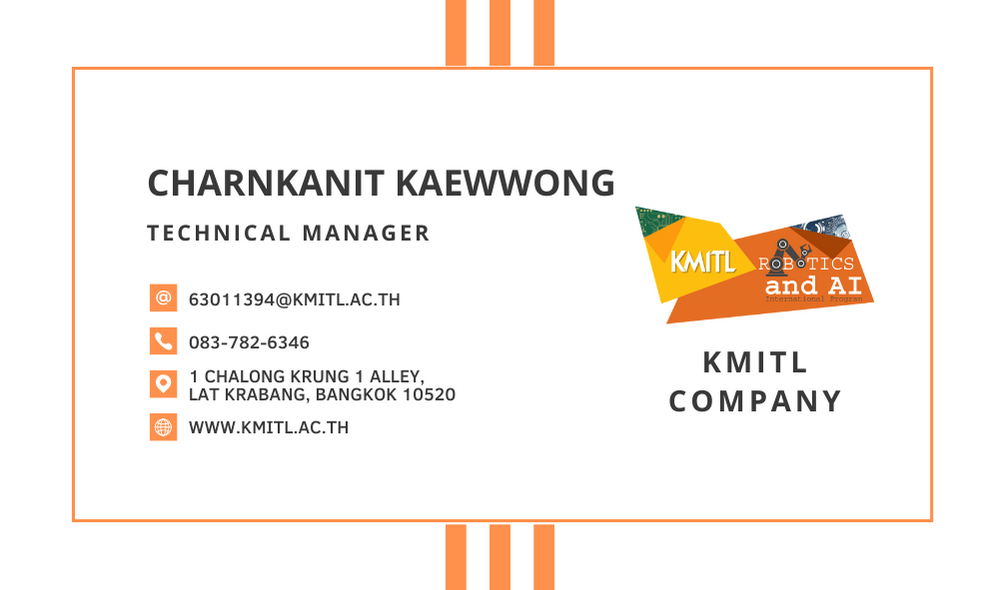 CHARNKANIT KAEWWONG
TECHNICAL MANAGER
@ 63011394@KMITL.AC.TH
083-782-6346
1 CHALONG KRUNG 1 ALLEY,
LAT KRABANG, BANGKOK 10520
WWW.KMITL.AC.TH
KMITL
ROBOTICS
and AI
International Program
KMITL
COMPANY